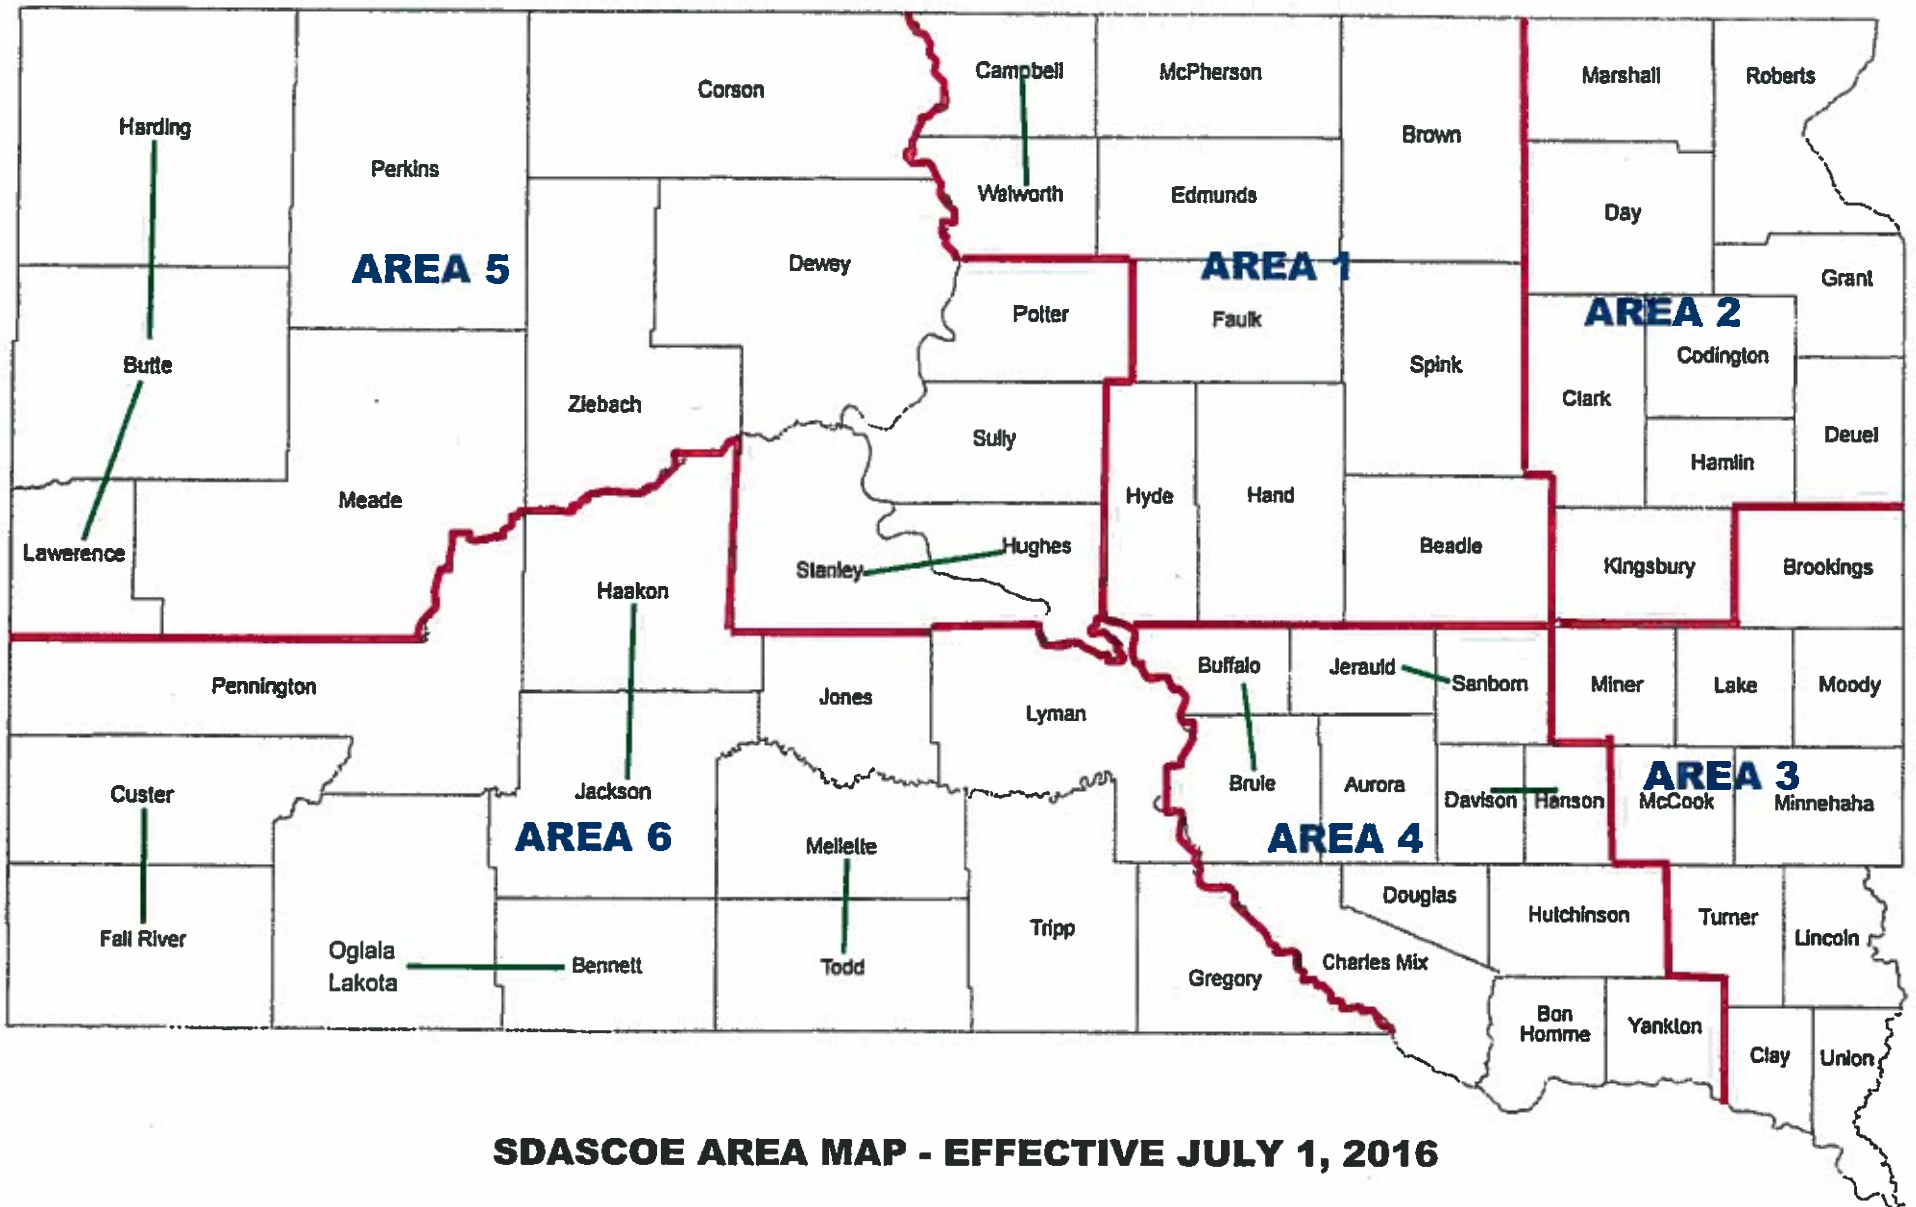 Campbell
McPherson
Marshall
Roberts
Corson
Harding
Brown
Perkins
Walworth
Edmunds
Day
AREA 5
Dewey
AREA 1
Grant
Potter
Faulk
AREA 2
Codington
Butte
Spink
Ziebach
Clark
Sully
Deuel
Hamlin
Meade
Hyde
Hand
Lawerence
Hughes
Beadle
Stanley
Kingsbury
Brookings
Haakon
Buffalo
Jerauld
Pennington
Jones
Sanborn
Miner
Lake
Moody
Lyman
Custer
Jackson
Brule
Aurora
AREA 3
Davison
Hanson
McCook
Minnehaha
AREA 6
Mellette
AREA 4
Douglas
Hutchinson
Turner
Fall River
Tripp
Lincoln
Oglala
Lakota
Bennett
Todd
Gregory
Charles Mix
Bon
Homme
Yankton
Clay
Union
SDASCOE AREA MAP - EFFECTIVE JULY 1, 2016